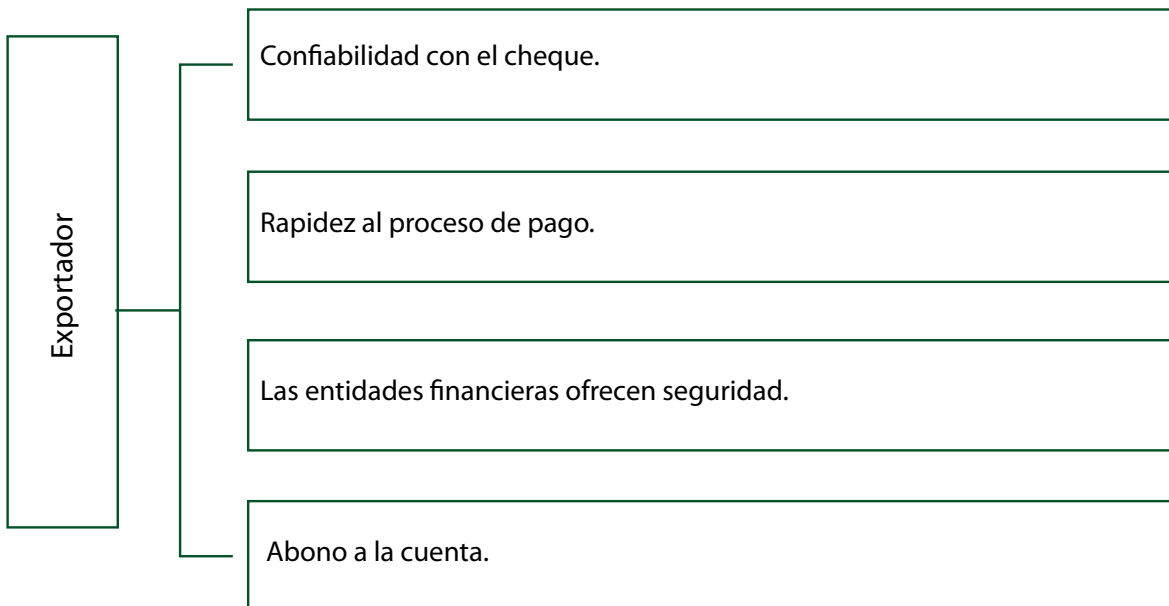 Exportador
Confiabilidad con el cheque.
Rapidez al proceso de pago.
Las entidades financieras ofrecen seguridad.
Abono a la cuenta.